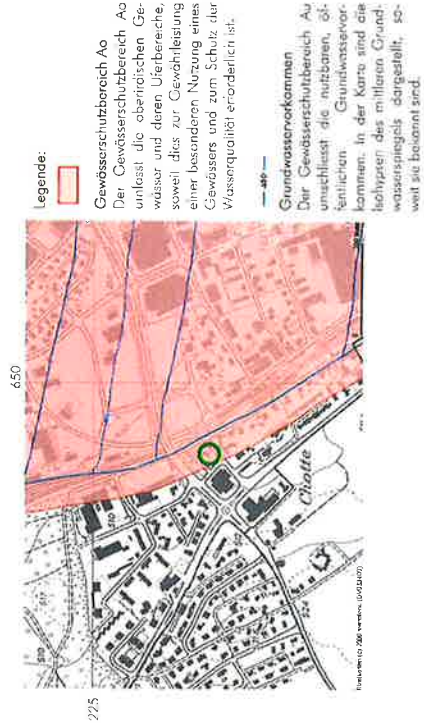 650
225
Legende:
Gewässerschutzbereich Ao
Der Gewässerschutzbereich Ao
umfasst die oberirdischen Ge-
wässer und deren Uferbereiche,
soweit dies zur Gewährleistung
einer besonderen Nutzung eines
Gewässers und zum Schutz der
Wasserqualität erforderlich ist.
Grundwasservorkommen
Der Gewässerschutzbereich Au
umschliesst die nutzbaren, öf-
fentlichen Grundwasservor-
kommen. In der Karte sind die
Isohypsen des mittleren Grund-
wasserspiegels dargestellt, so-
weit sie bekannt sind.